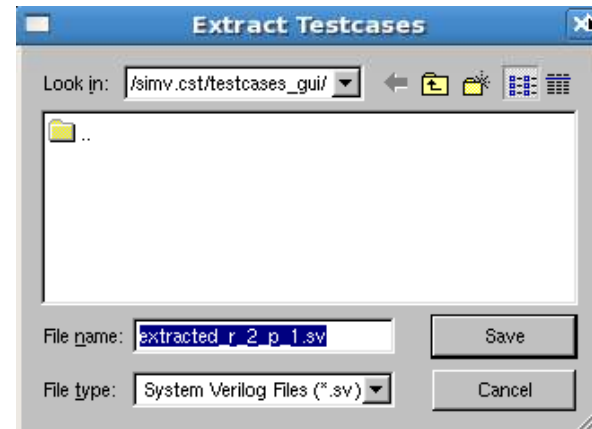 Extract Testcases
Look in: /simv.cst/testcases_gui/
..
File name: extracted_r_2_p_1.sv Save
File type: System Verilog Files (*.sv) Cancel